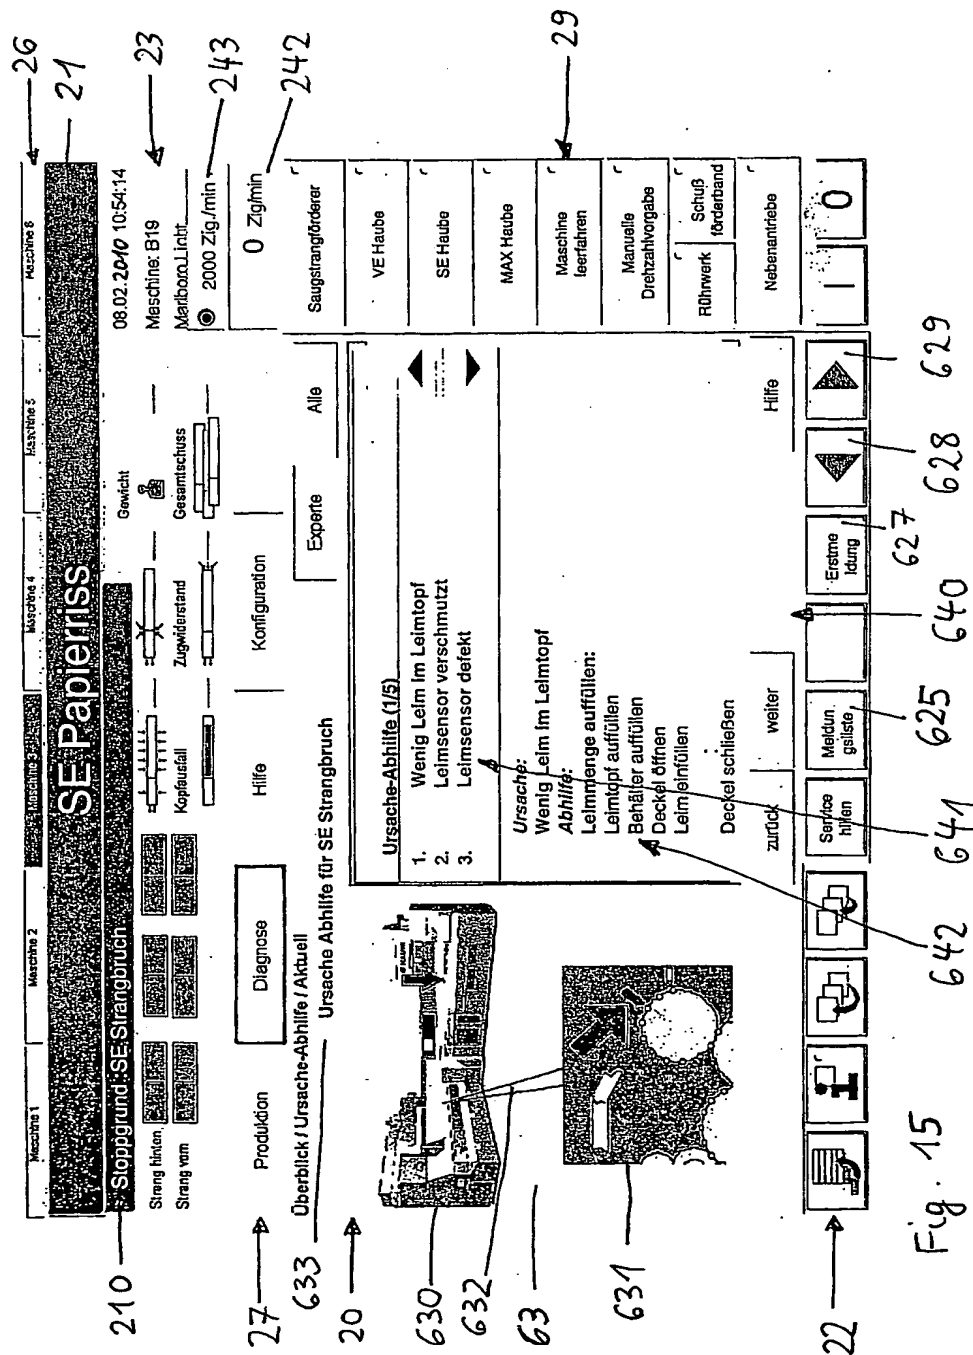 26
21
23
243
242
29
Maschine 1
Maschine 2
Maschine 3
Maschine 4
Maschine 5
Maschine 6
SE Papierriss
Stoppgrund: SE Strangbruch
210
08.02.2010 10:54:14
Maschine: B19
Marlboro Licht
2000 Zig./min
0 Zig/min
Strang hinten
Strang vorn
Kopfausfall
Zugwiderstand
Gewicht
Gesamtschuss
27
Produktion
Diagnose
Hilfe
Konfiguration
Überblick / Ursache-Abhilfe / Aktuell
Experte
Alle
633
Ursache Abhilfe für SE Strangbruch
20
630
632
63
631
Ursache-Abhilfe (1/5)
1. Wenig Leim im Leimtopf
2. Leimsensor verschmutzt
3. Leimsensor defekt
Ursache:
Wenig Leim im Leimtopf
Abhilfe:
Leimmenge auffüllen:
Leimtopf auffüllen
Behälter auffüllen
Deckel öffnen
Leim einfüllen
Deckel schließen
zurück
weiter
Hilfe
Saugstrangförderer
VE Haube
SE Haube
MAX Haube
Maschine
leerfahren
Manuelle
Drehzahlvorgabe
Rührwerk
Schuß
förderband
Nebenantriebe
22
Service
hilfen
Meldun
gsliste
Erstme
ldung
I
0
642
641
625
640
627
628
629
Fig. 15